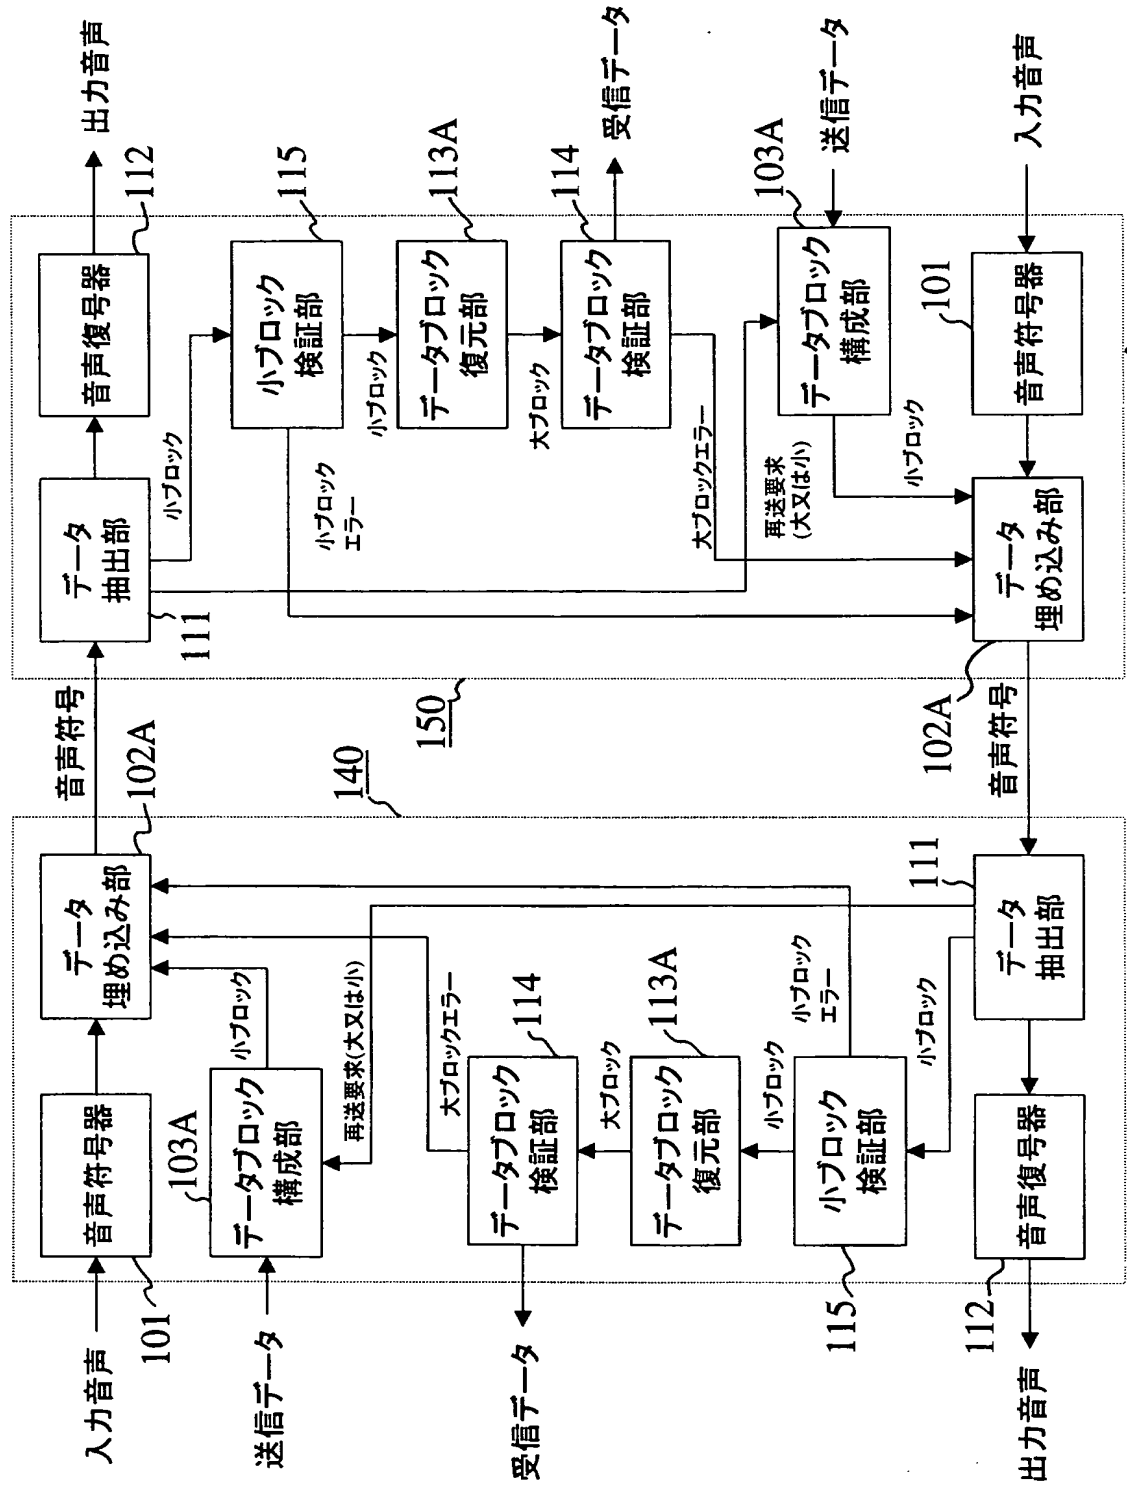 入力音声
101
音声符号器
データ
埋め込み部
102A
音声符号
データ
抽出部
111
音声復号器
112
出力音声
送信データ
103A
データブロック
構成部
小ブロック
再送要求(大又は小)
大ブロックエラー
140
受信データ
データブロック
検証部
114
大ブロック
データブロック
復元部
113A
小ブロック
小ブロック
検証部
115
小ブロック
エラー
小ブロック
データ
抽出部
111
音声復号器
112
出力音声
150
小ブロック
小ブロック
検証部
115
小ブロック
エラー
小ブロック
データブロック
復元部
113A
大ブロック
データブロック
検証部
114
受信データ
大ブロックエラー
再送要求
(大又は小)
データブロック
構成部
103A
送信データ
小ブロック
音声符号
102A
データ
埋め込み部
音声符号器
101
入力音声